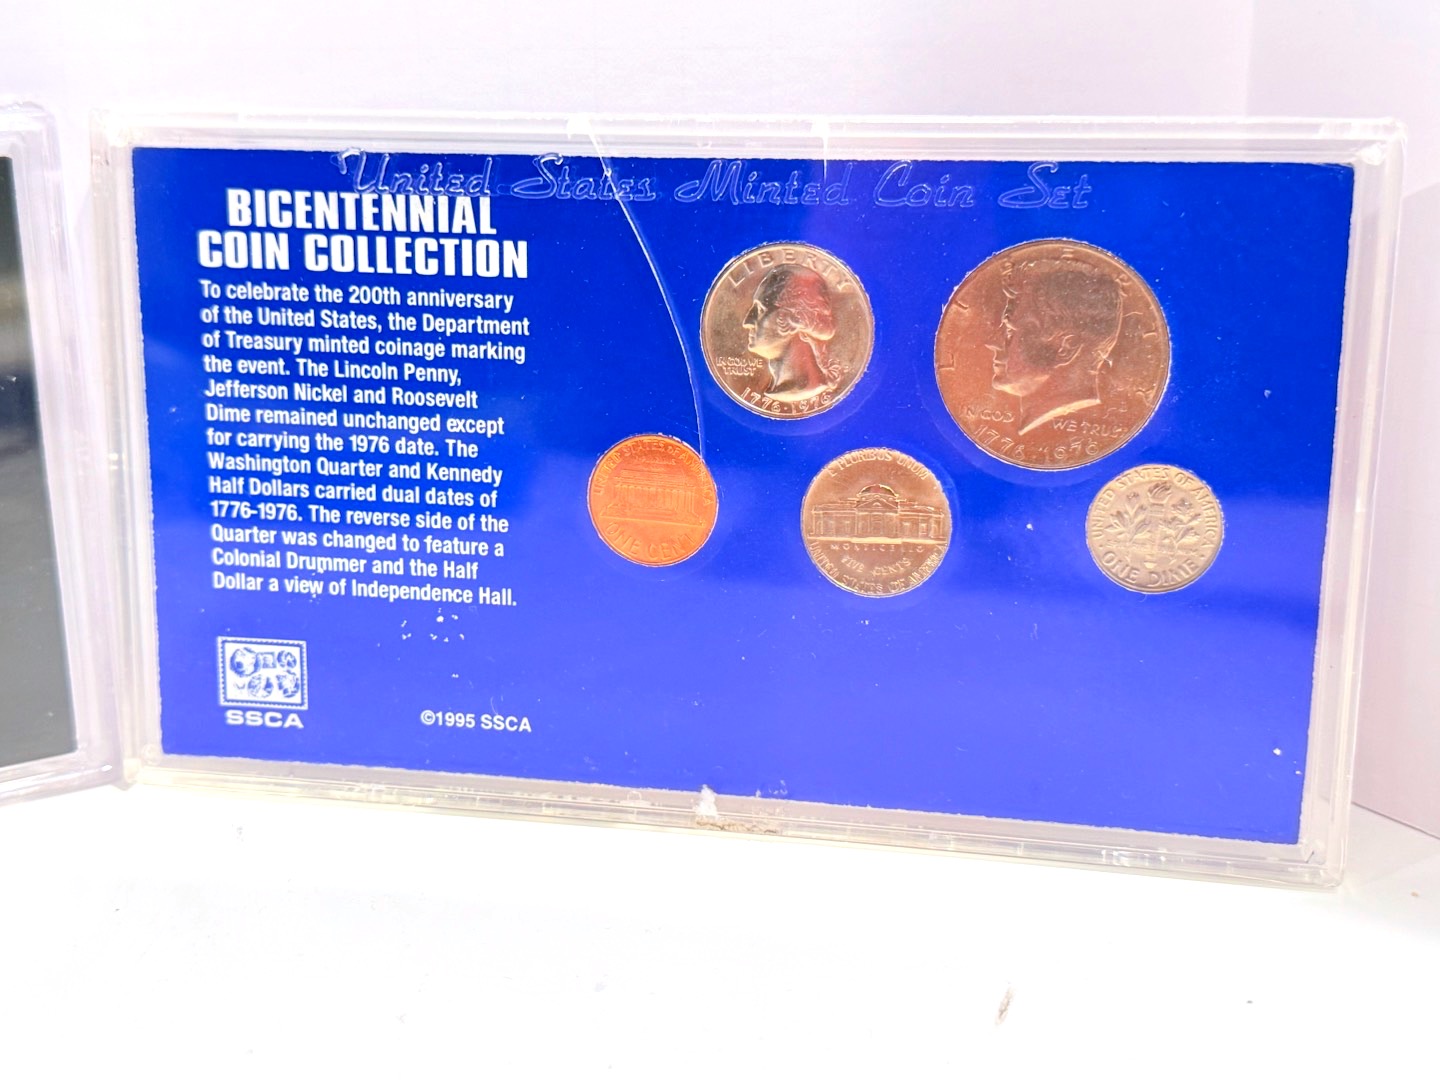 United States Minted Coin Set
BICENTENNIAL
COIN COLLECTION
To celebrate the 200th anniversary
of the United States, the Department
of Treasury minted coinage marking
the event. The Lincoln Penny,
Jefferson Nickel and Roosevelt
Dime remained unchanged except
for carrying the 1976 date. The
Washington Quarter and Kennedy
Half Dollars carried dual dates of
1776-1976. The reverse side of the
Quarter was changed to feature a
Colonial Drummer and the Half
Dollar a view of Independence Hall.
SSCA
©1995 SSCA
LIBERTY
IN GOD WE
TRUST
1776·1976
LIBERTY
IN GOD WE TRUST
1776·1976
UNITED STATES OF AMERICA
ONE CENT
E PLURIBUS UNUM
MONTICELLO
FIVE CENTS
UNITED STATES OF AMERICA
UNITED STATES OF AMERICA
ONE DIME